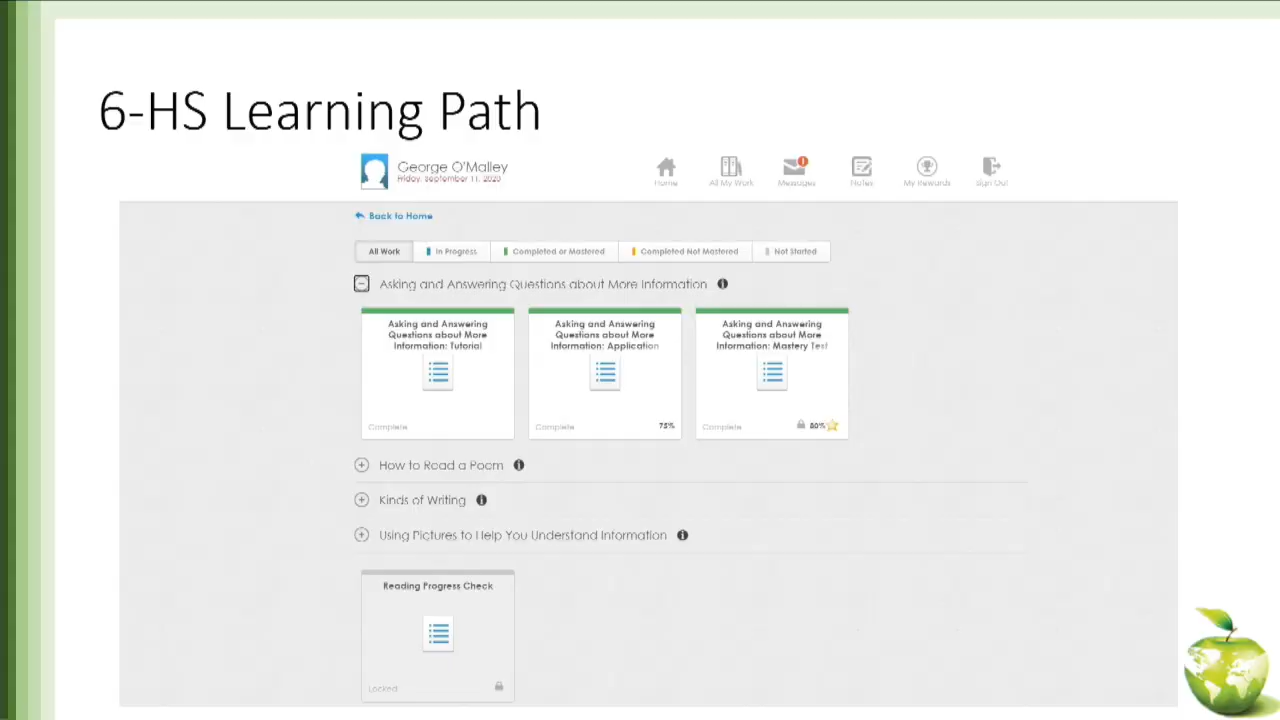 6-HS Learning Path
George O'Malley
Friday, September 11, 2020
Home
All My Work
Messages
Notes
My Rewards
Sign Out
Back to Home
All Work
In Progress
Completed or Mastered
Completed Not Mastered
Not Started
Asking and Answering Questions about More Information
Asking and Answering
Questions about More
Information: Tutorial
Complete
Asking and Answering
Questions about More
Information: Application
Complete
75%
Asking and Answering
Questions about More
Information: Mastery Test
Complete
80%
How to Read a Poem
Kinds of Writing
Using Pictures to Help You Understand Information
Reading Progress Check
Locked